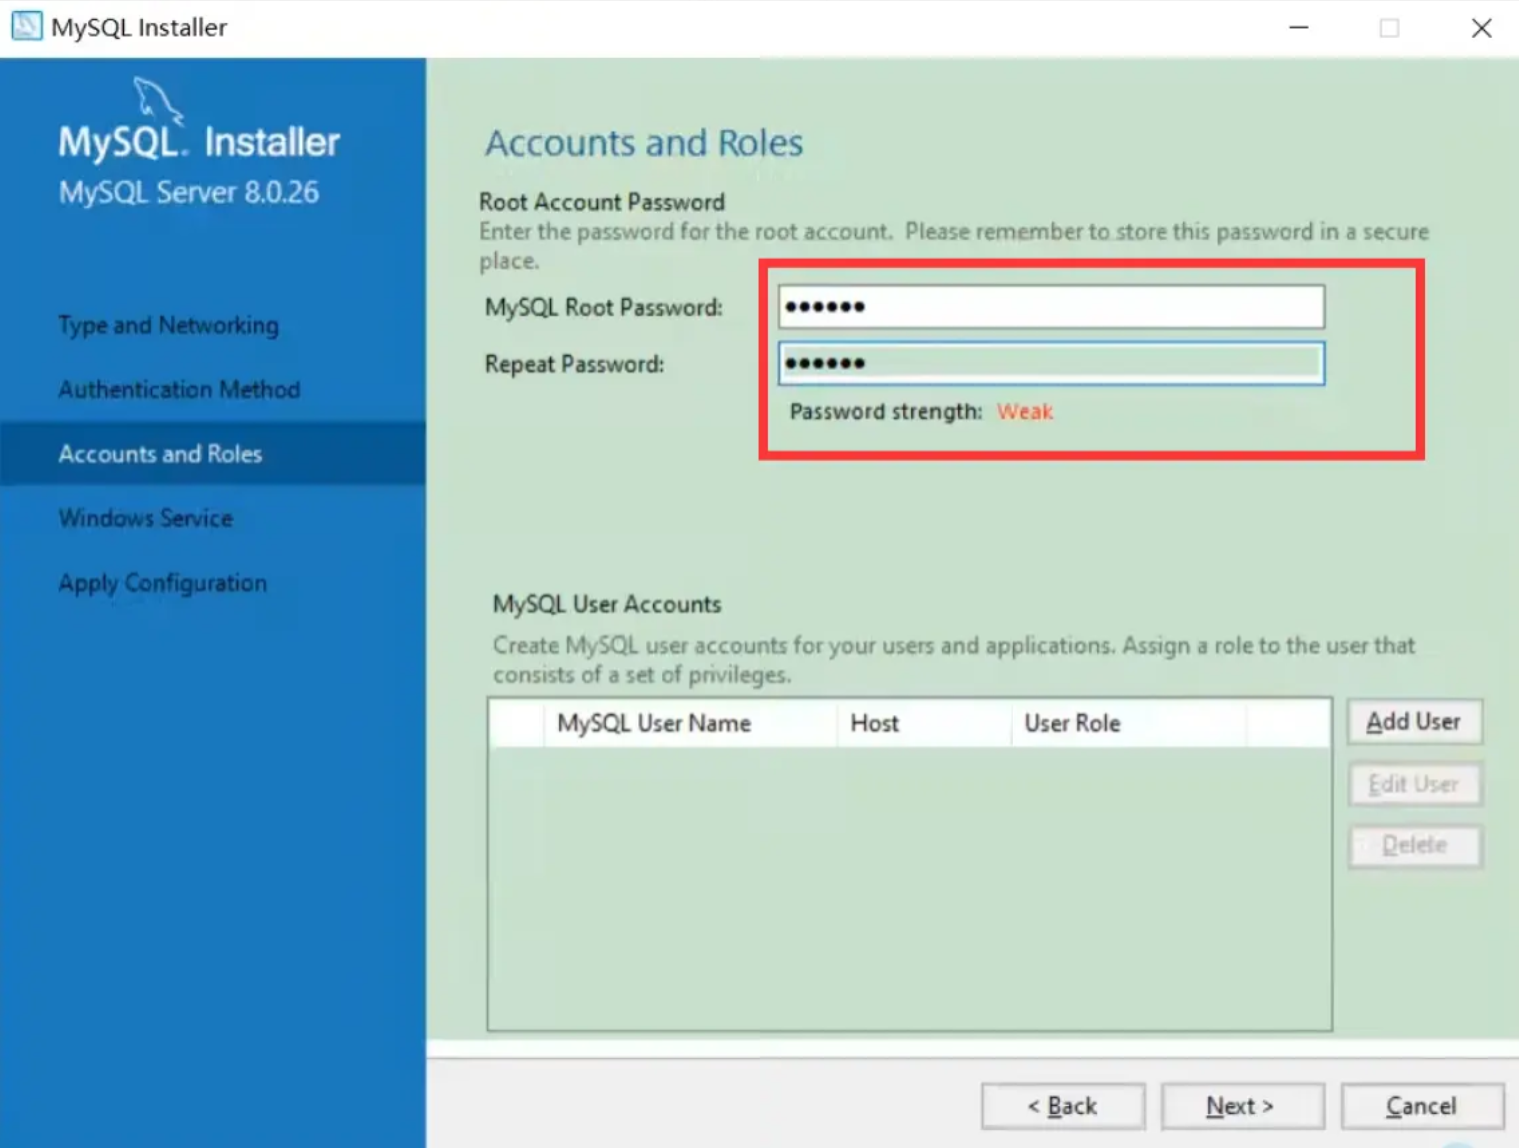 MySQL Installer
MySQL. Installer
MySQL Server 8.0.26
Type and Networking
Authentication Method
Accounts and Roles
Windows Service
Apply Configuration
Accounts and Roles
Root Account Password
Enter the password for the root account. Please remember to store this password in a secure
place.
MySQL Root Password: ••••••
Repeat Password: ••••••
Password strength: Weak
MySQL User Accounts
Create MySQL user accounts for your users and applications. Assign a role to the user that
consists of a set of privileges.
MySQL User Name Host User Role
Add User
Edit User
Delete
< Back Next > Cancel